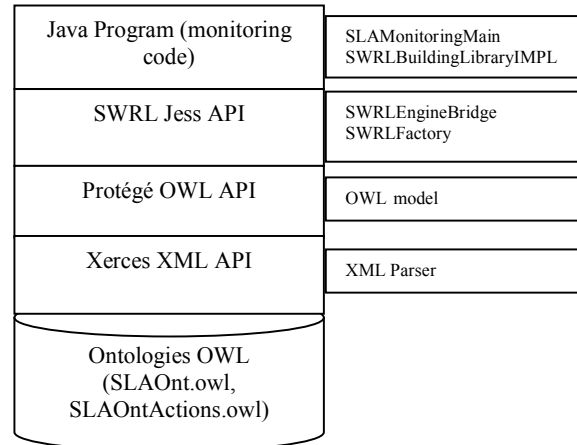 Java Program (monitoring
code)
SLAMonitoringMain
SWRLBuildingLibraryIMPL
SWRL Jess API
SWRLEngineBridge
SWRLFactory
Protégé OWL API
OWL model
Xerces XML API
XML Parser
Ontologies OWL
(SLAOnt.owl,
SLAOntActions.owl)